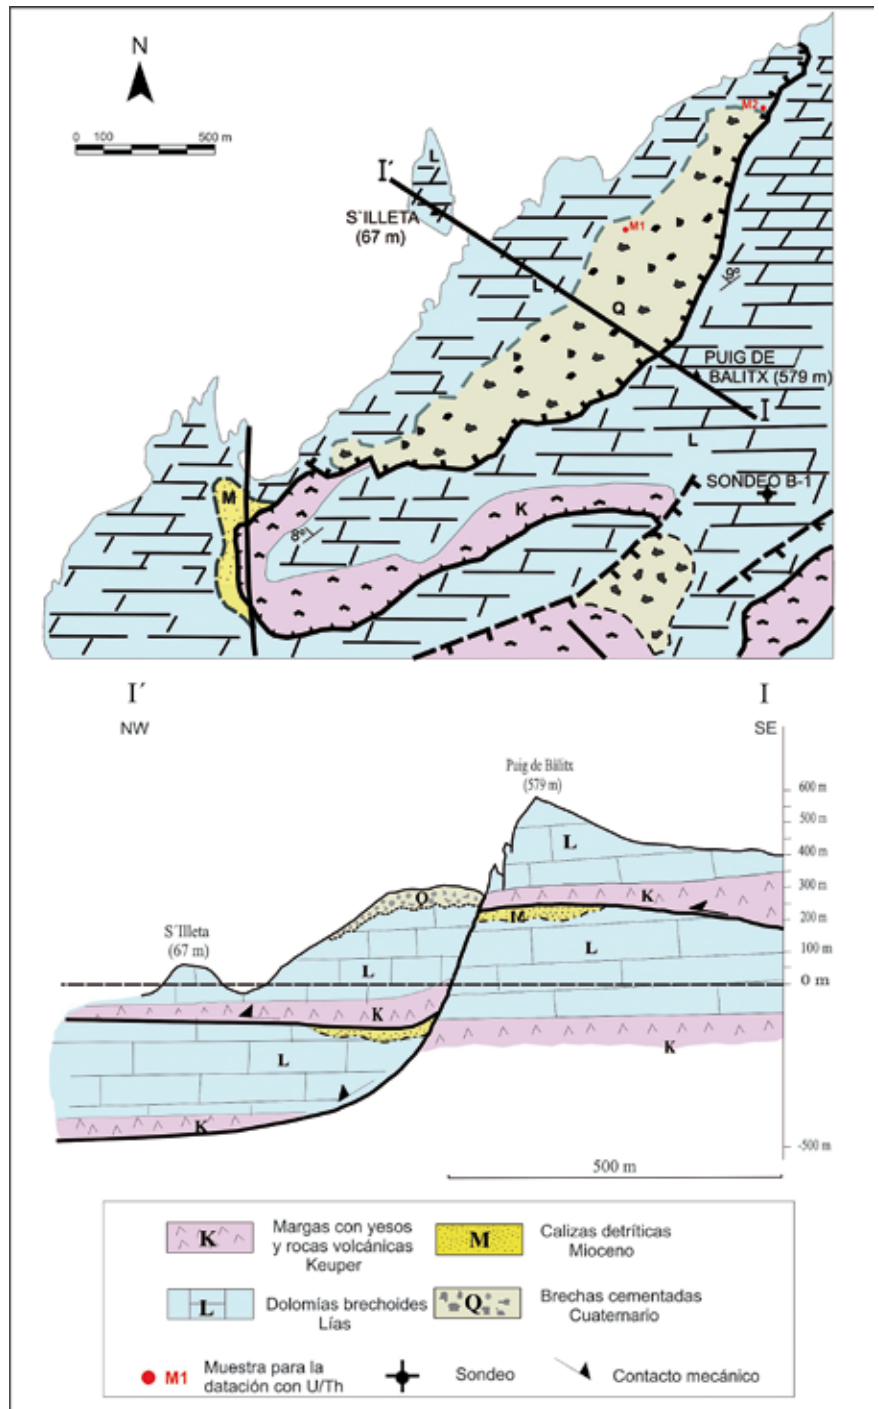 N
0 100 500 m
M2
L
I´
S´ILLETA
(67 m)
M1
L
9º
Q
PUIG DE
BALITX (579 m)
I
L
SONDEO B-1
M
K
8º
I´
I
NW
SE
Puig de Bàlitx
(579 m)
600 m
500 m
L
400 m
K
300 m
Q
M
200 m
S´Illeta
(67 m)
L
100 m
L
0 m
K
K
L
K
-500 m
500 m
K
Margas con yesos
y rocas volcánicas
Keuper
M
Calizas detríticas
Mioceno
L
Dolomías brechoides
Lías
Q
Brechas cementadas
Cuaternario
M1
Muestra para la
datación con U/Th
Sondeo
Contacto mecánico